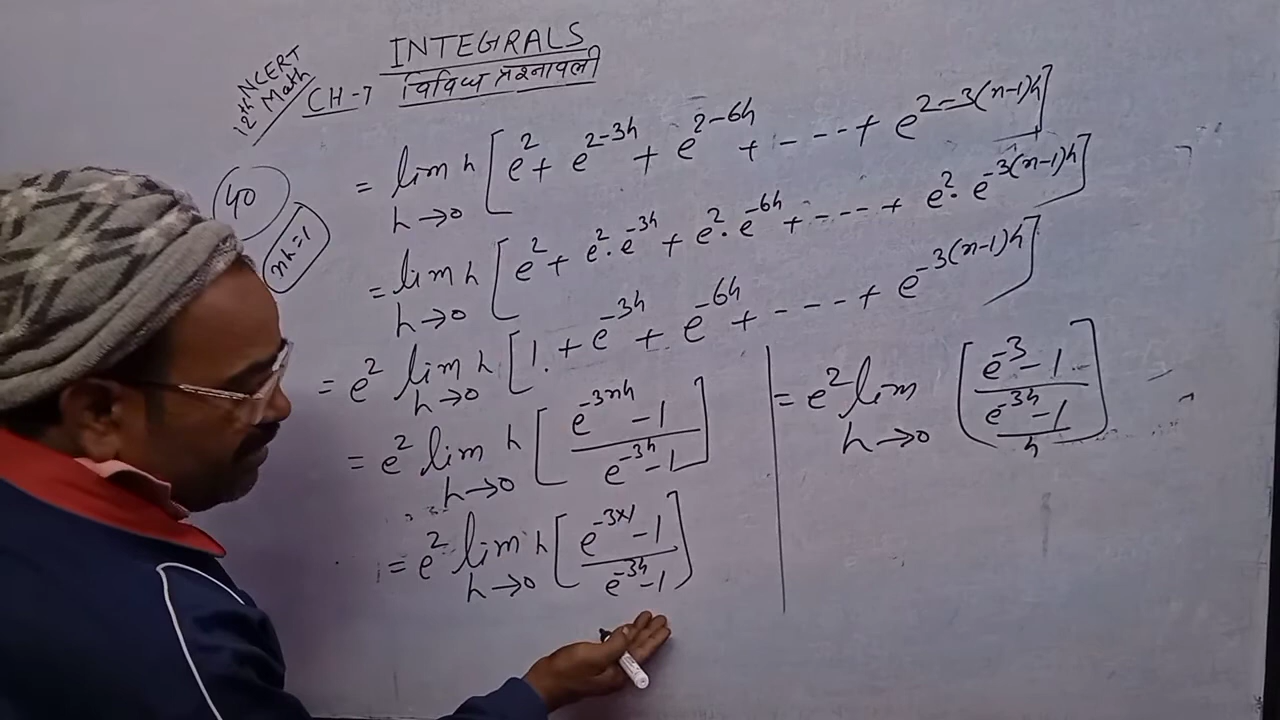 INTEGRALS
12th NCERT Math
CH-7 विविध प्रश्नावली
40
nh=1
= lim h→0 h [e² + e^{2-3h} + e^{2-6h} + ---- + e^{2-3(n-1)h}]
= lim h→0 h [e² + e²·e^{-3h} + e²·e^{-6h} + ---- + e²·e^{-3(n-1)h}]
= e² lim h→0 h [1 + e^{-3h} + e^{-6h} + ---- + e^{-3(n-1)h}]
= e² lim h→0 h [(e^{-3nh} - 1)/(e^{-3h} - 1)]
= e² lim h→0 h [(e^{-3×1} - 1)/(e^{-3h} - 1)]
= e² lim h→0 [(e^{-3} - 1)/((e^{-3h} - 1)/h)]